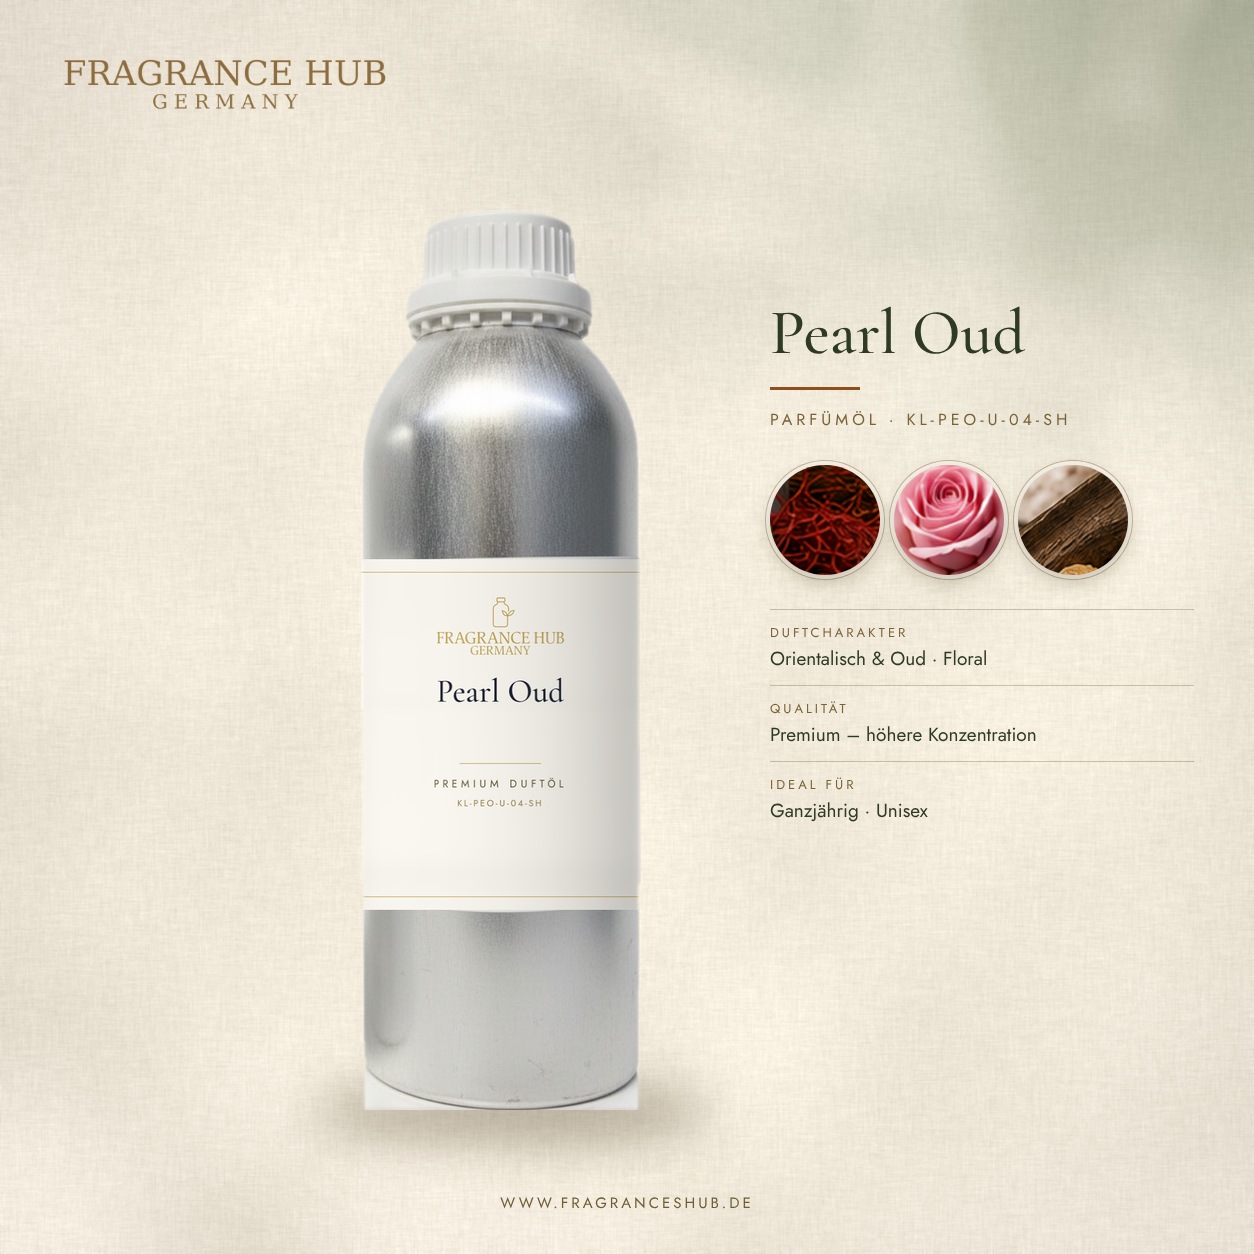 FRAGRANCE HUB
GERMANY
Pearl Oud
PARFÜMÖL · KL-PEO-U-04-SH
DUFTCHARAKTER
Orientalisch & Oud · Floral
QUALITÄT
Premium – höhere Konzentration
IDEAL FÜR
Ganzjährig · Unisex
FRAGRANCE HUB
GERMANY
Pearl Oud
PREMIUM DUFTÖL
KL-PEO-U-04-SH
WWW.FRAGRANCESHUB.DE